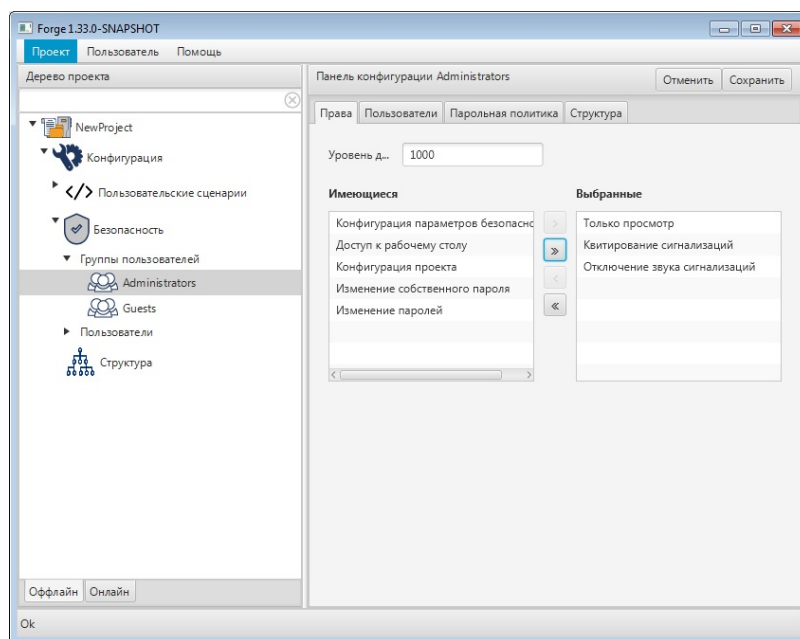 Forge 1.33.0-SNAPSHOT
Проект Пользователь Помощь
Дерево проекта
NewProject
Конфигурация
</> Пользовательские сценарии
Безопасность
Группы пользователей
Administrators
Guests
Пользователи
Структура
Оффлайн Онлайн
Панель конфигурации Administrators Отменить Сохранить
Права Пользователи Парольная политика Структура
Уровень д... 1000
Имеющиеся
Конфигурация параметров безопасно
Доступ к рабочему столу
Конфигурация проекта
Изменение собственного пароля
Изменение паролей
Выбранные
Только просмотр
Квитирование сигнализаций
Отключение звука сигнализаций
Ok